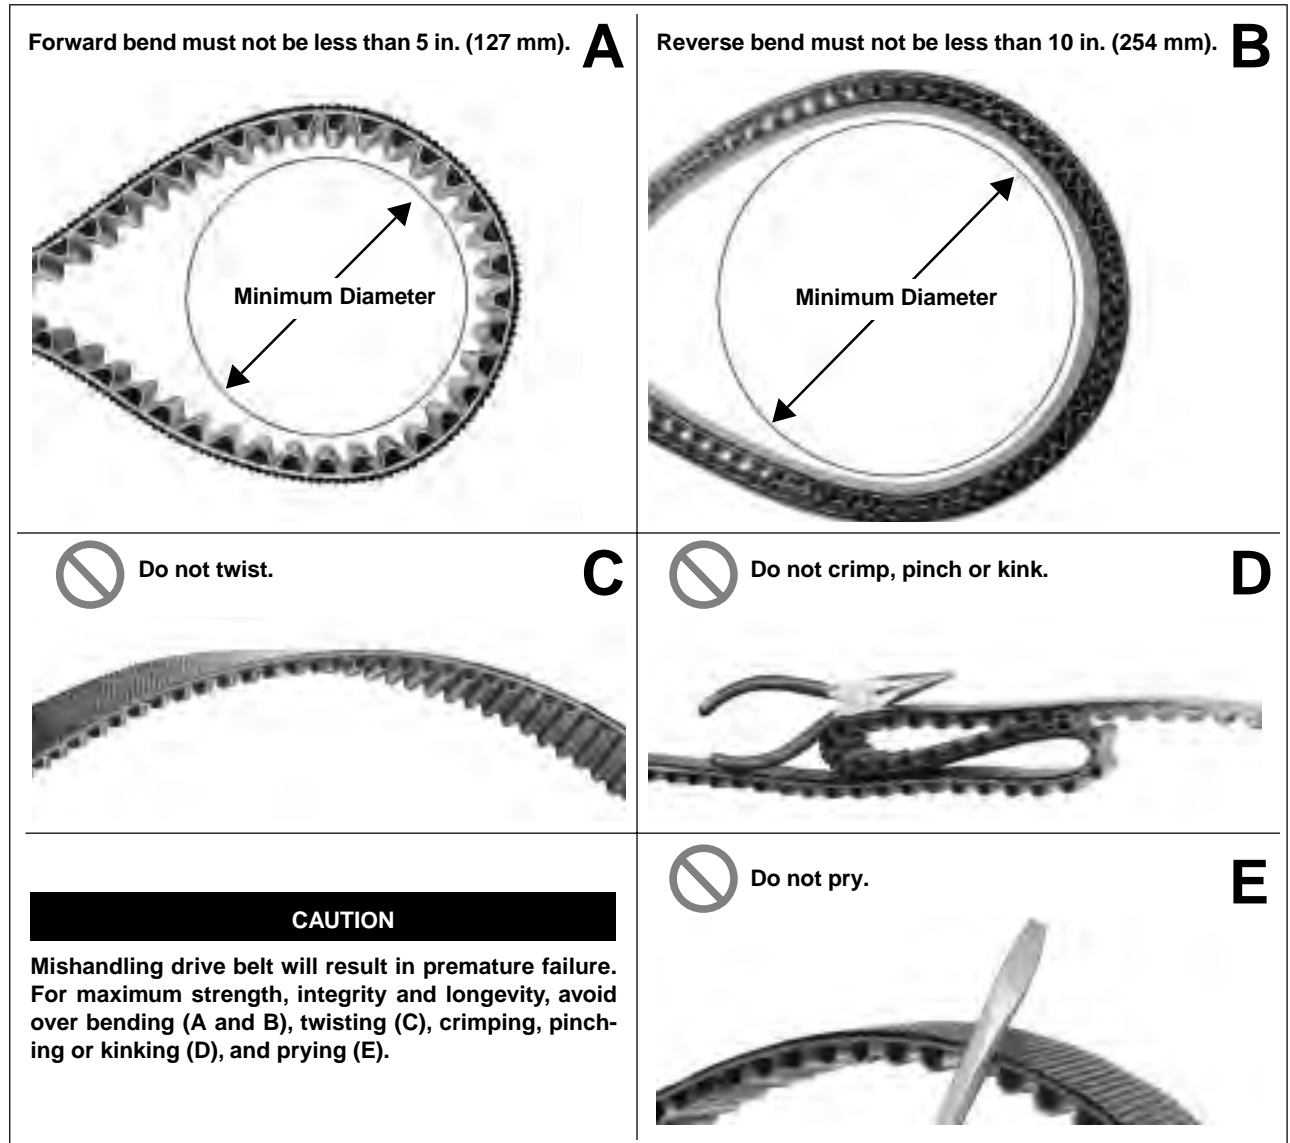 Forward bend must not be less than 5 in. (127 mm).
A
Minimum Diameter
Reverse bend must not be less than 10 in. (254 mm).
B
Minimum Diameter
Do not twist.
C
Do not crimp, pinch or kink.
D
CAUTION
Mishandling drive belt will result in premature failure.
For maximum strength, integrity and longevity, avoid
over bending (A and B), twisting (C), crimping, pinch-
ing or kinking (D), and prying (E).
Do not pry.
E